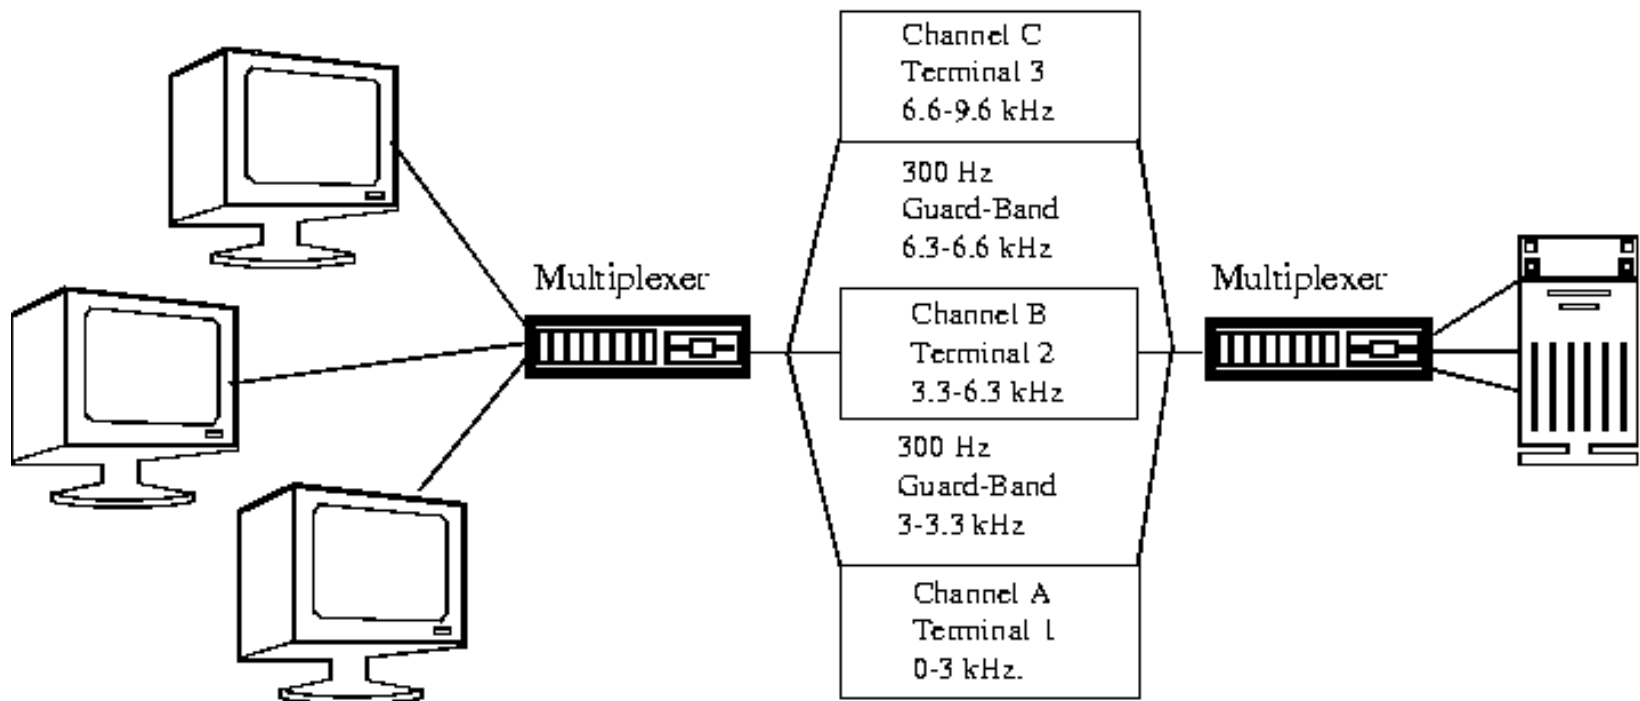 Channel C
Terminal 3
6.6-9.6 kHz
300 Hz
Guard-Band
6.3-6.6 kHz
Multiplexer
Multiplexer
Channel B
Terminal 2
3.3-6.3 kHz
300 Hz
Guard-Band
3-3.3 kHz
Channel A
Terminal 1
0-3 kHz.